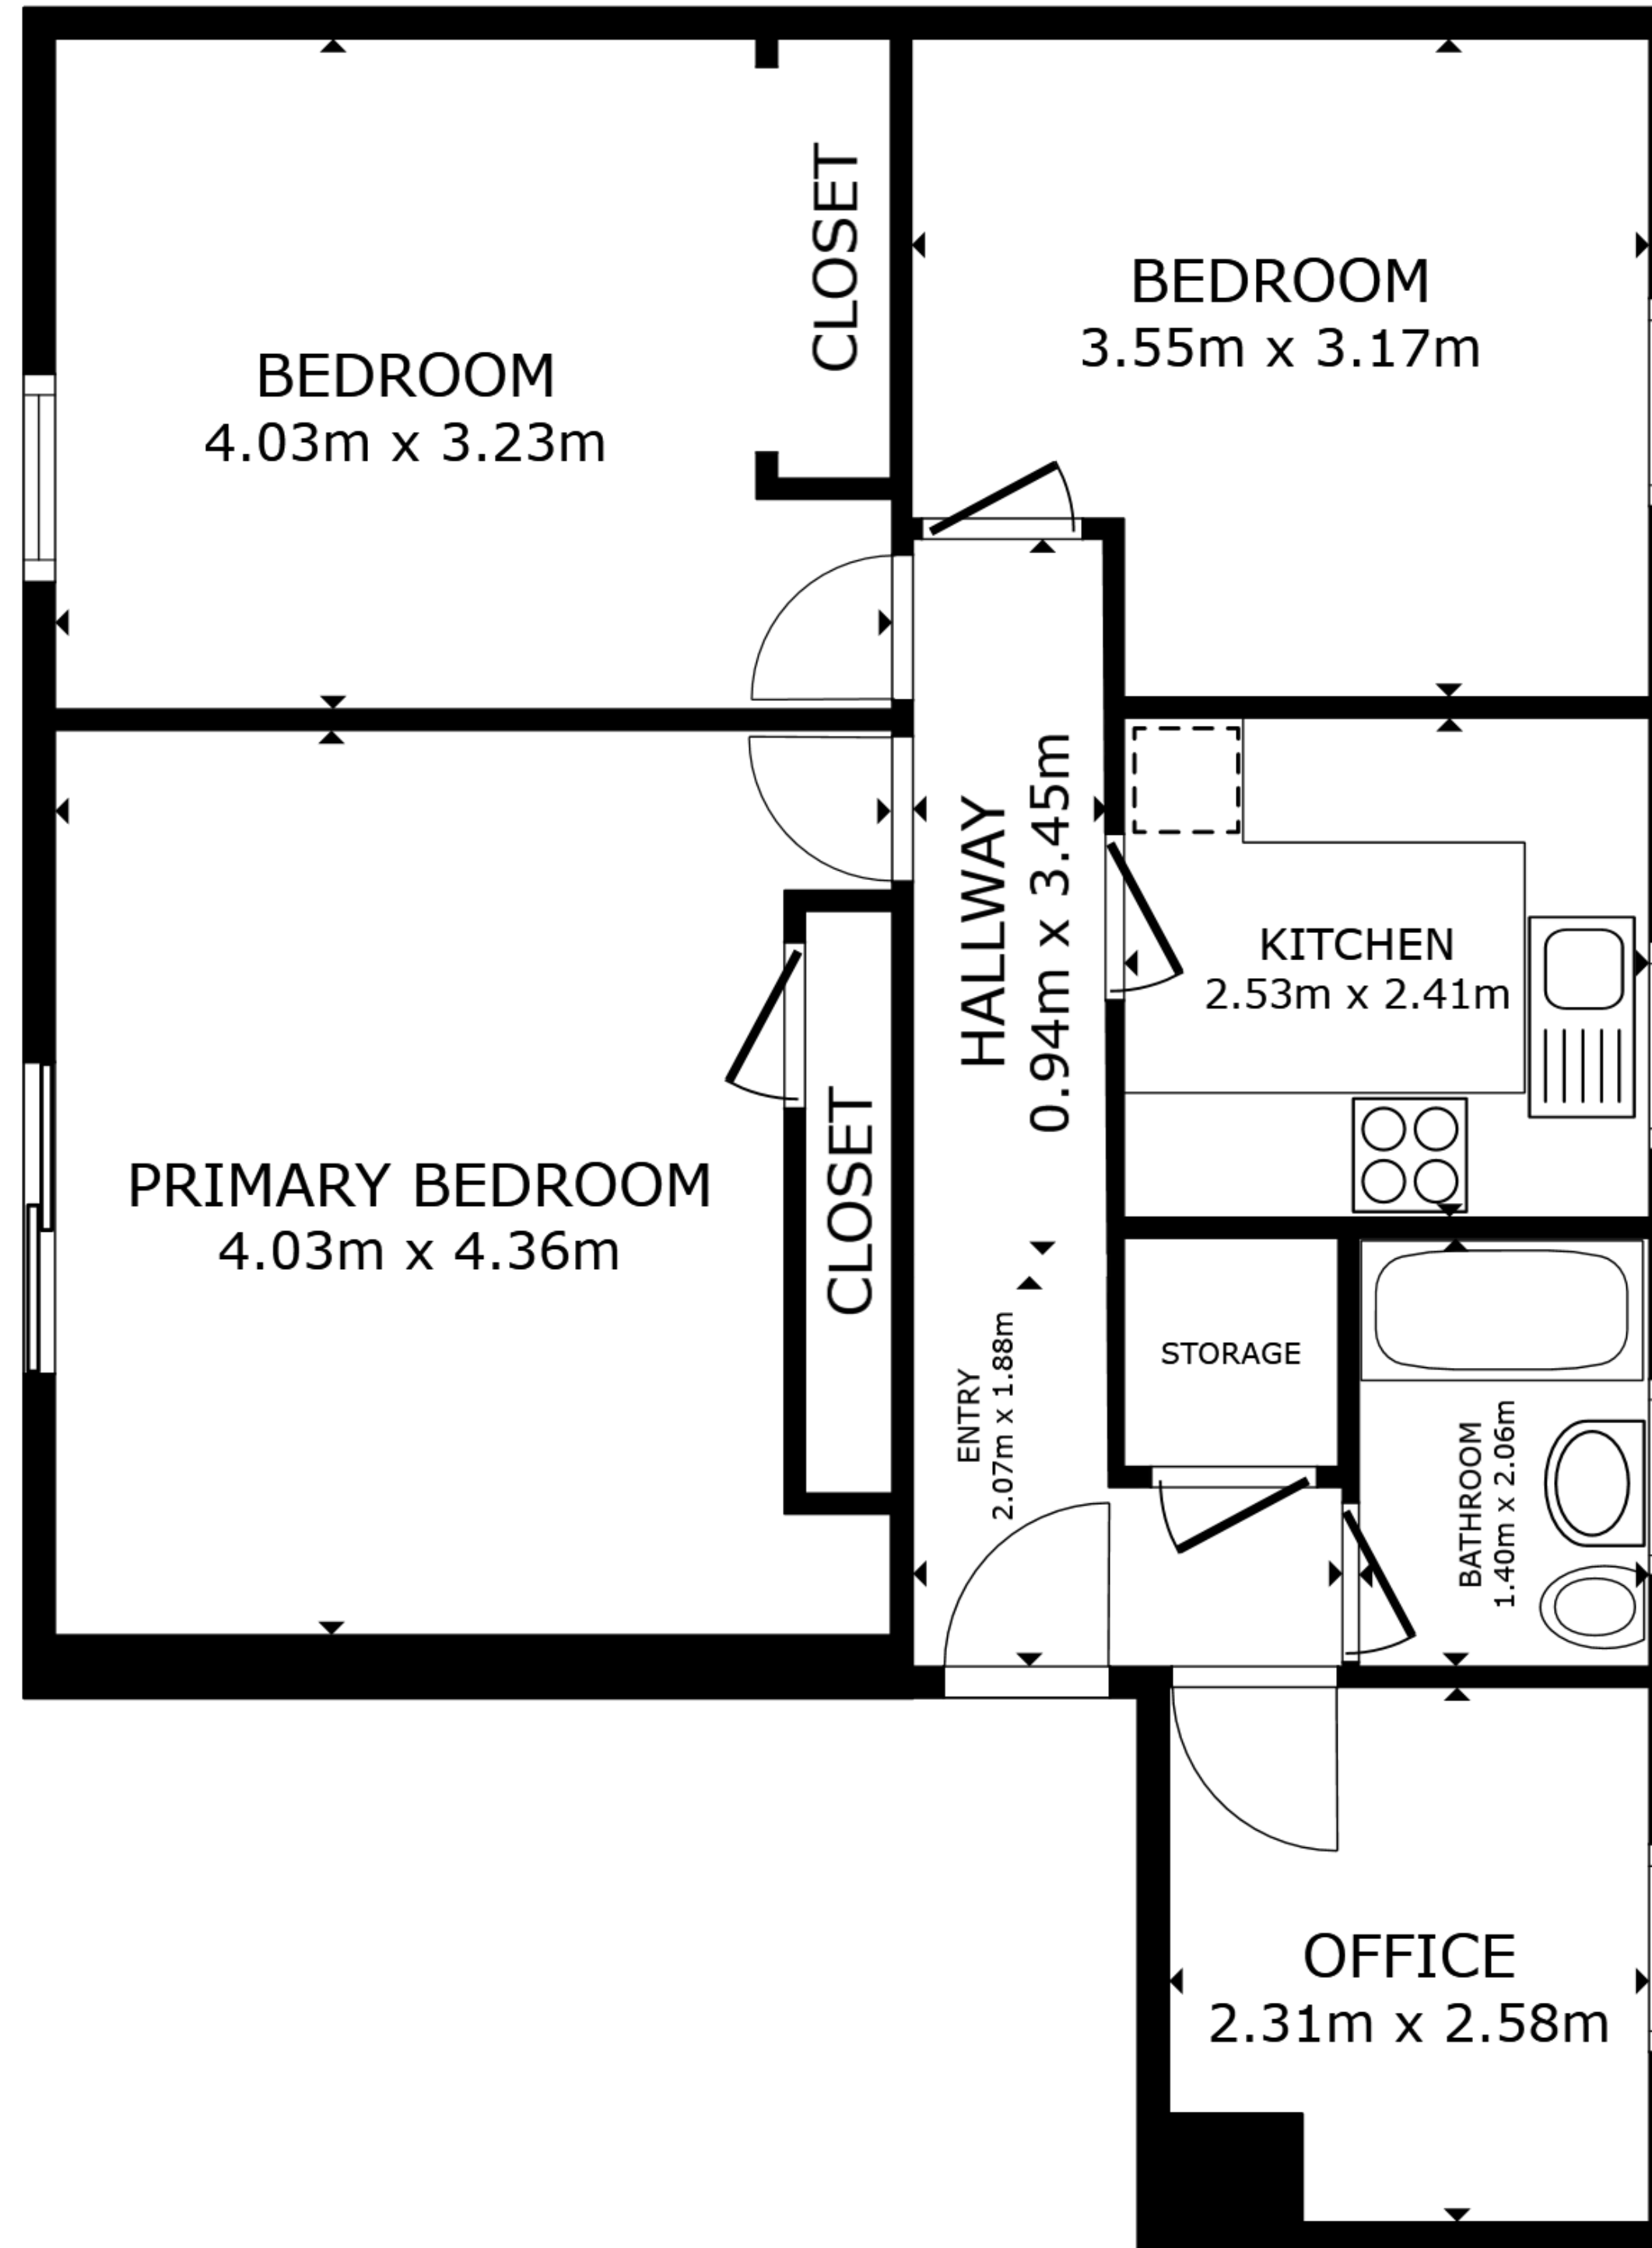 CLOSET
BEDROOM
3.55m x 3.17m
BEDROOM
4.03m x 3.23m
HALLWAY
0.94m x 3.45m
KITCHEN
2.53m x 2.41m
PRIMARY BEDROOM
4.03m x 4.36m
CLOSET
STORAGE
ENTRY
2.07m x 1.88m
BATHROOM
1.40m x 2.06m
OFFICE
2.31m x 2.58m